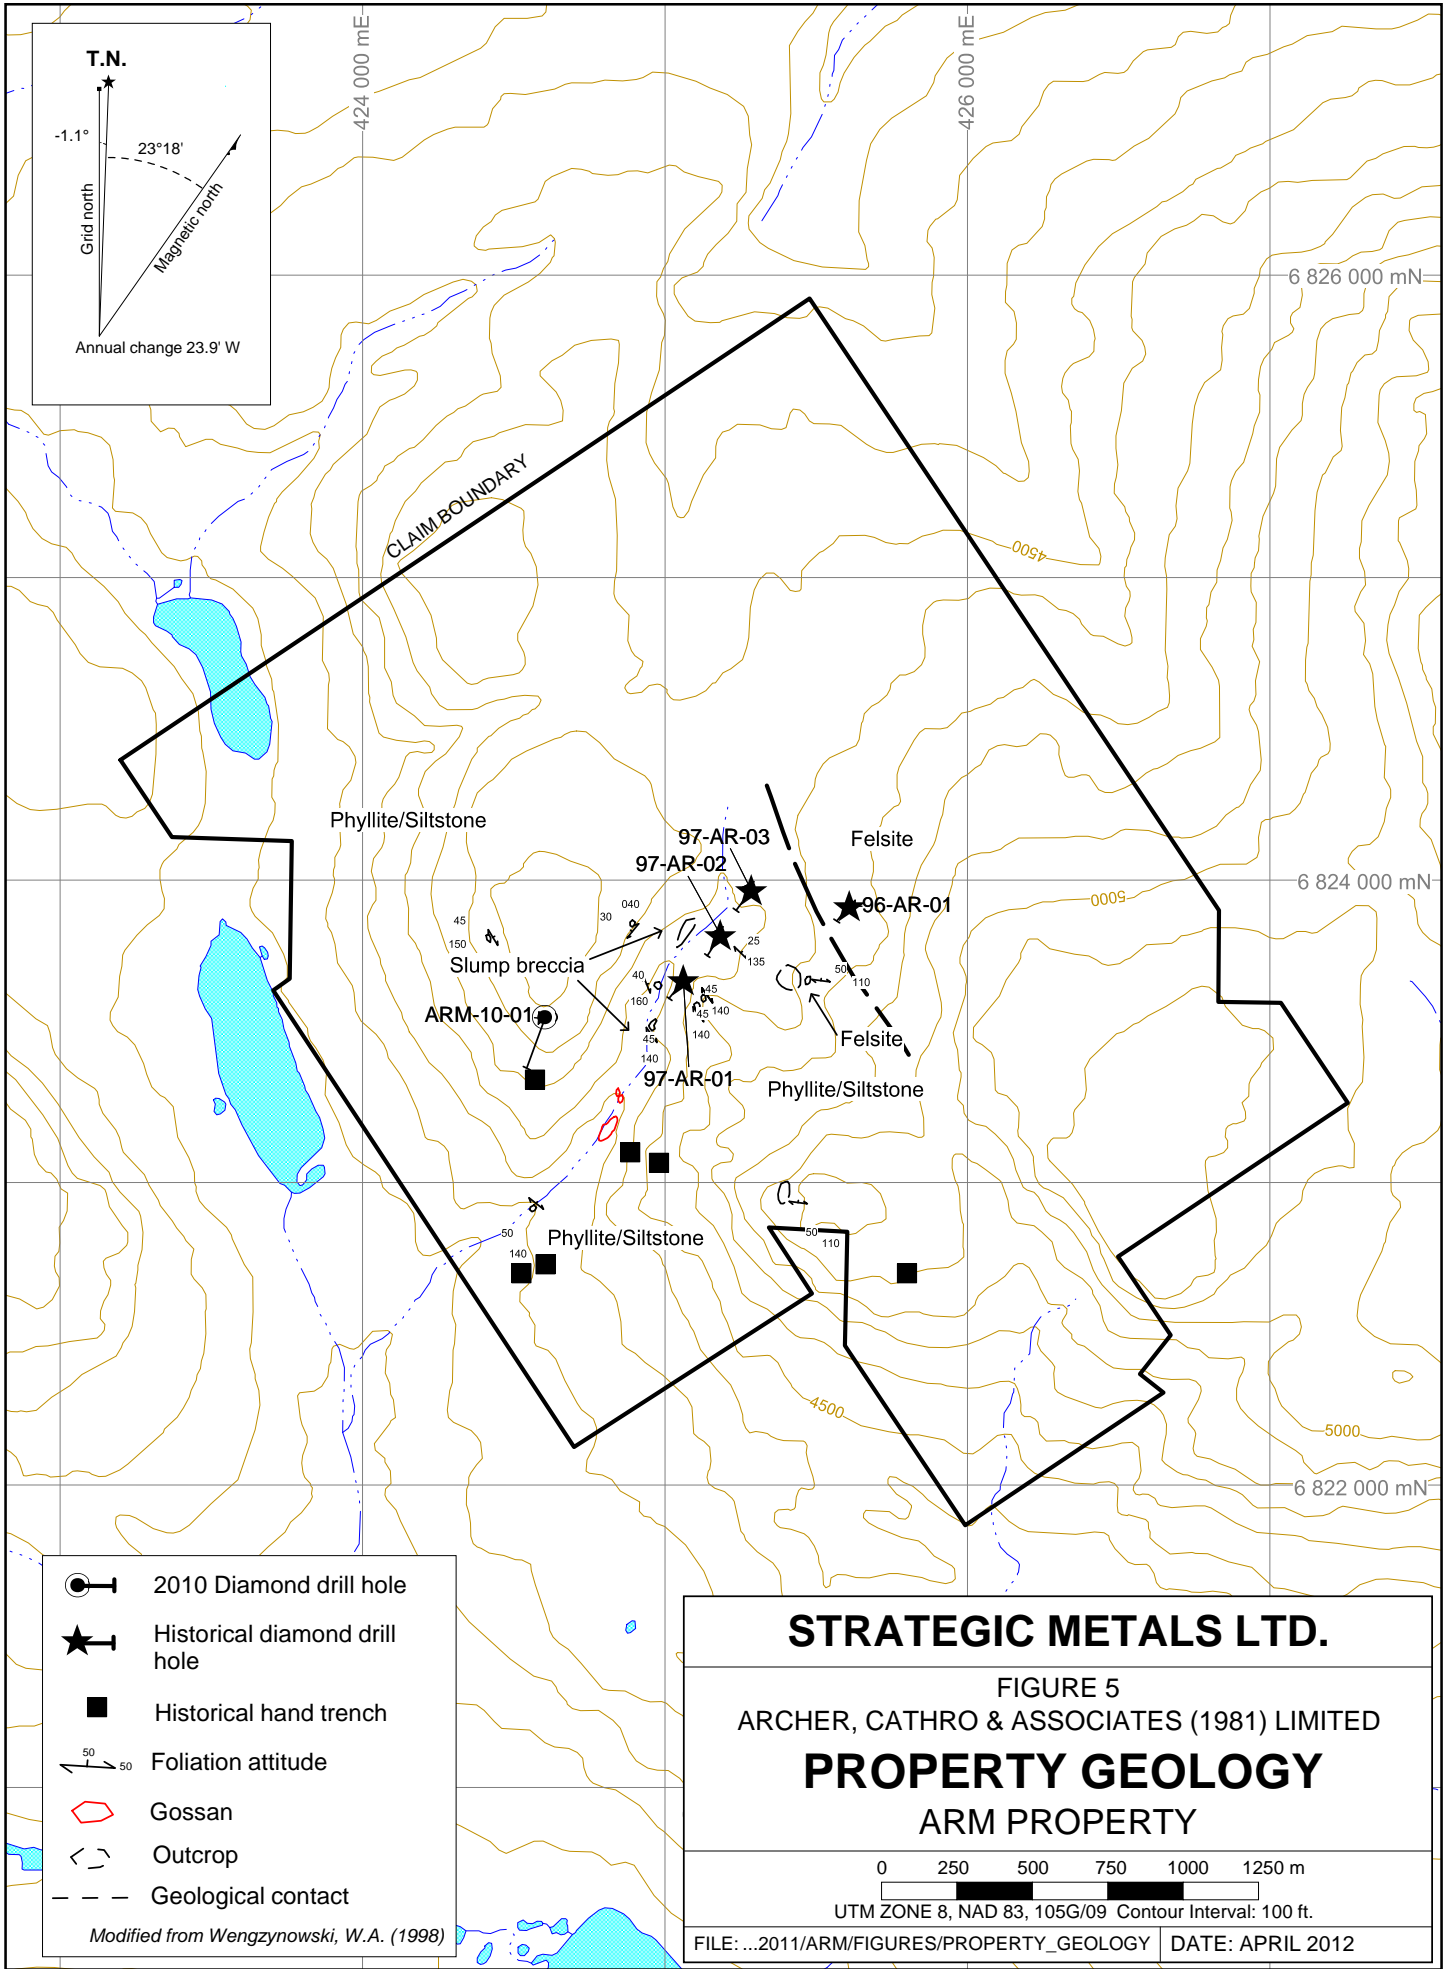 T.N.
-1.1°
23°18'
Grid north
Magnetic north
Annual change 23.9' W
424 000 mE
426 000 mE
6 826 000 mN
CLAIM BOUNDARY
4500
Phyllite/Siltstone
97-AR-03
Felsite
97-AR-02
6 824 000 mN
5000
96-AR-01
040
30
45
150
25
135
Slump breccia
40
160
50
110
45
140
45
140
ARM-10-01
45
140
Felsite
97-AR-01
Phyllite/Siltstone
50
140
Phyllite/Siltstone
50
110
4500
5000
6 822 000 mN
2010 Diamond drill hole
Historical diamond drill
hole
Historical hand trench
50
50
Foliation attitude
Gossan
Outcrop
Geological contact
Modified from Wengzynowski, W.A. (1998)
STRATEGIC METALS LTD.
FIGURE 5
ARCHER, CATHRO & ASSOCIATES (1981) LIMITED
PROPERTY GEOLOGY
ARM PROPERTY
0 250 500 750 1000 1250 m
UTM ZONE 8, NAD 83, 105G/09 Contour Interval: 100 ft.
FILE: ...2011/ARM/FIGURES/PROPERTY_GEOLOGY
DATE: APRIL 2012